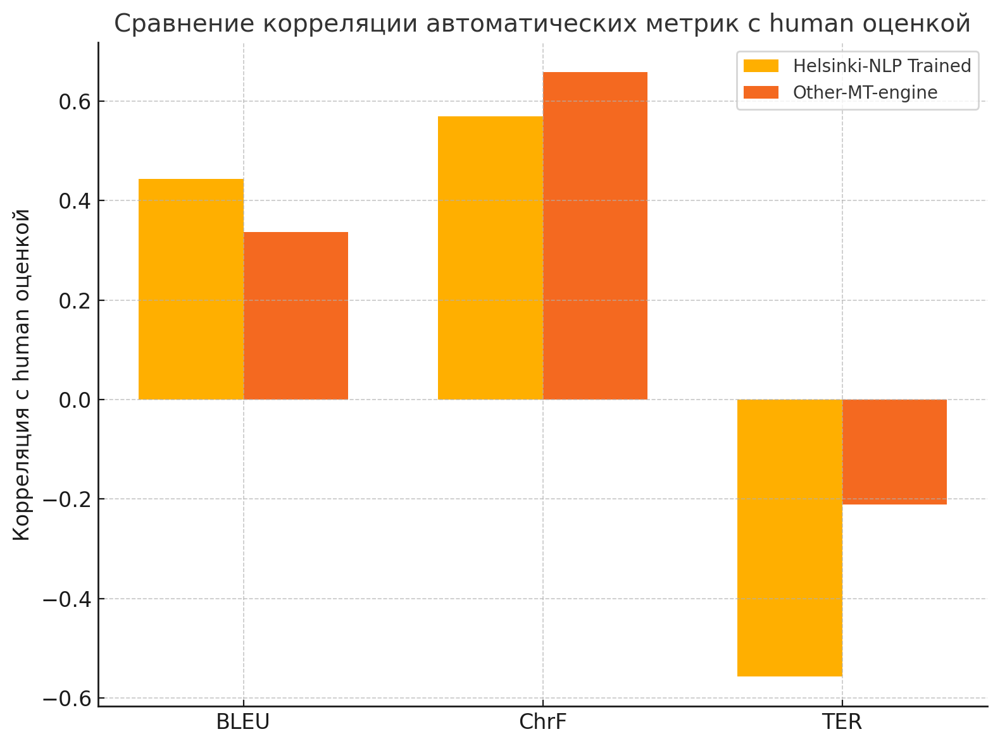 Сравнение корреляции автоматических метрик с human оценкой
Helsinki-NLP Trained
Other-MT-engine
Корреляция с human оценкой
0.6
0.4
0.2
0.0
−0.2
−0.4
−0.6
BLEU
ChrF
TER